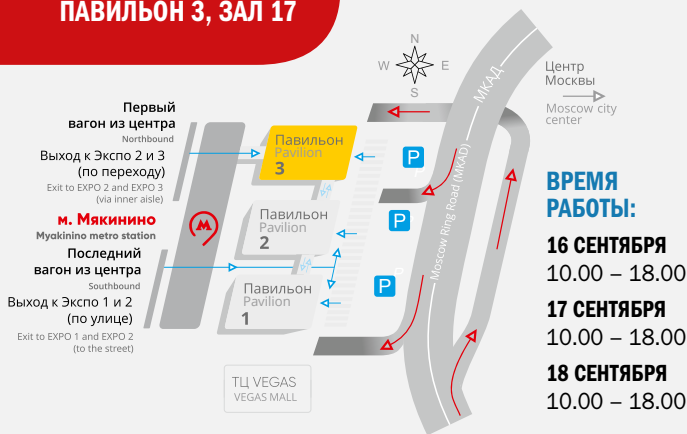 ПАВИЛЬОН 3, ЗАЛ 17
N
W
E
S
Центр
Москвы
Moscow city
center
МКАД
Moscow Ring Road (MKAD)
Первый
вагон из центра
Northbound
Выход к Экспо 2 и 3
(по переходу)
Exit to EXPO 2 and EXPO 3
(via inner aisle)
м. Мякинино
Myakinino metro station
Последний
вагон из центра
Southbound
Выход к Экпо 1 и 2
(по улице)
Exit to EXPO 1 and EXPO 2
(to the street)
Павильон
Pavilion
3
Павильон
Pavilion
2
Павильон
Pavilion
1
P
P
P
P
M
ТЦ VEGAS
VEGAS MALL
ВРЕМЯ
РАБОТЫ:
16 СЕНТЯБРЯ
10.00 – 18.00
17 СЕНТЯБРЯ
10.00 – 18.00
18 СЕНТЯБРЯ
10.00 – 18.00